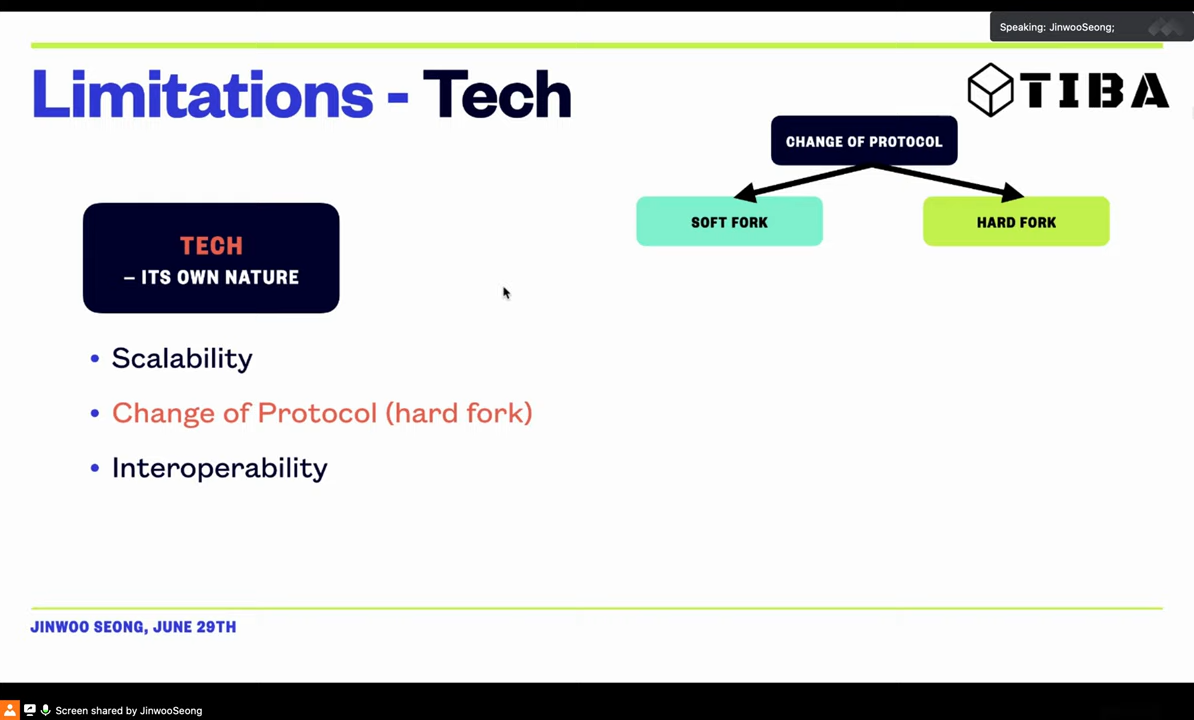 Speaking: JinwooSeong;
Limitations - Tech
TIBA
CHANGE OF PROTOCOL
SOFT FORK
HARD FORK
TECH
– ITS OWN NATURE
• Scalability
• Change of Protocol (hard fork)
• Interoperability
JINWOO SEONG, JUNE 29TH
Screen shared by JinwooSeong